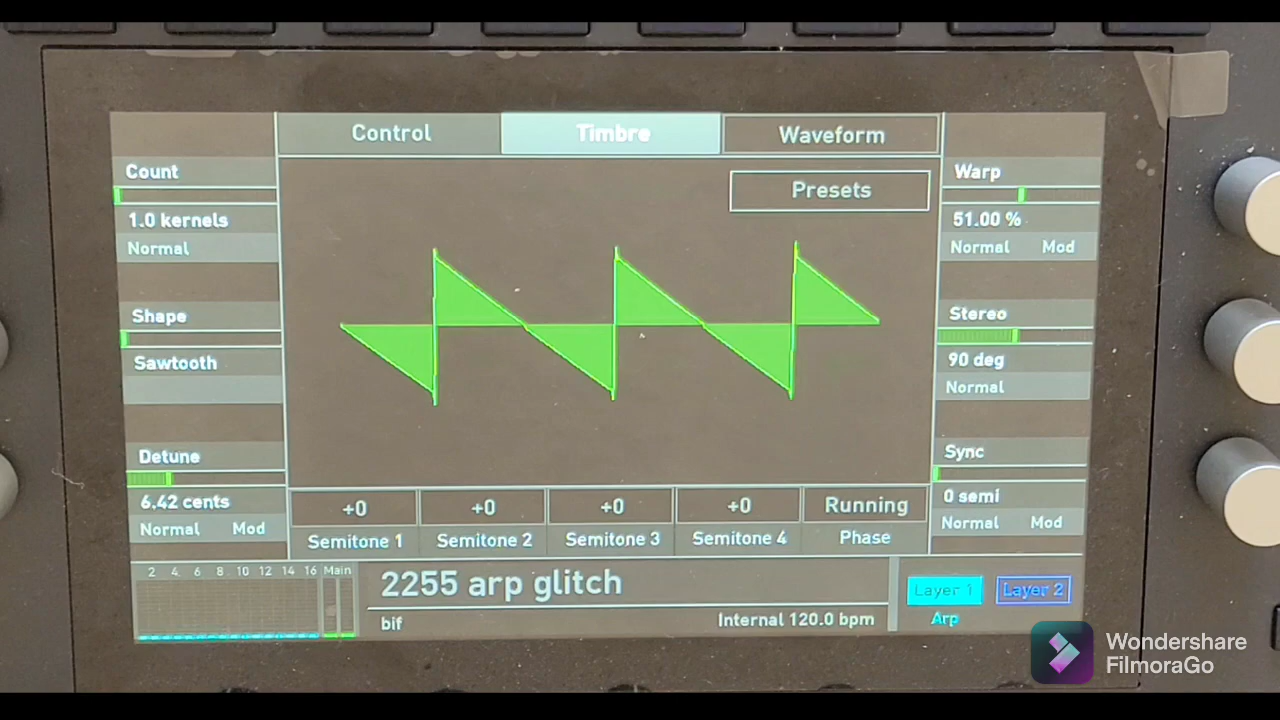 Control
Timbre
Waveform
Presets
Count
1.0 kernels
Normal
Shape
Sawtooth
Detune
6.42 cents
Normal Mod
Warp
51.00 %
Normal Mod
Stereo
90 deg
Normal
Sync
0 semi
Normal Mod
+0 +0 +0 +0 Running
Semitone 1 Semitone 2 Semitone 3 Semitone 4 Phase
2 4 6 8 10 12 14 16 Main
2255 arp glitch
bif
Internal 120.0 bpm
Layer 1 Layer 2
Arp
Wondershare
FilmoraGo